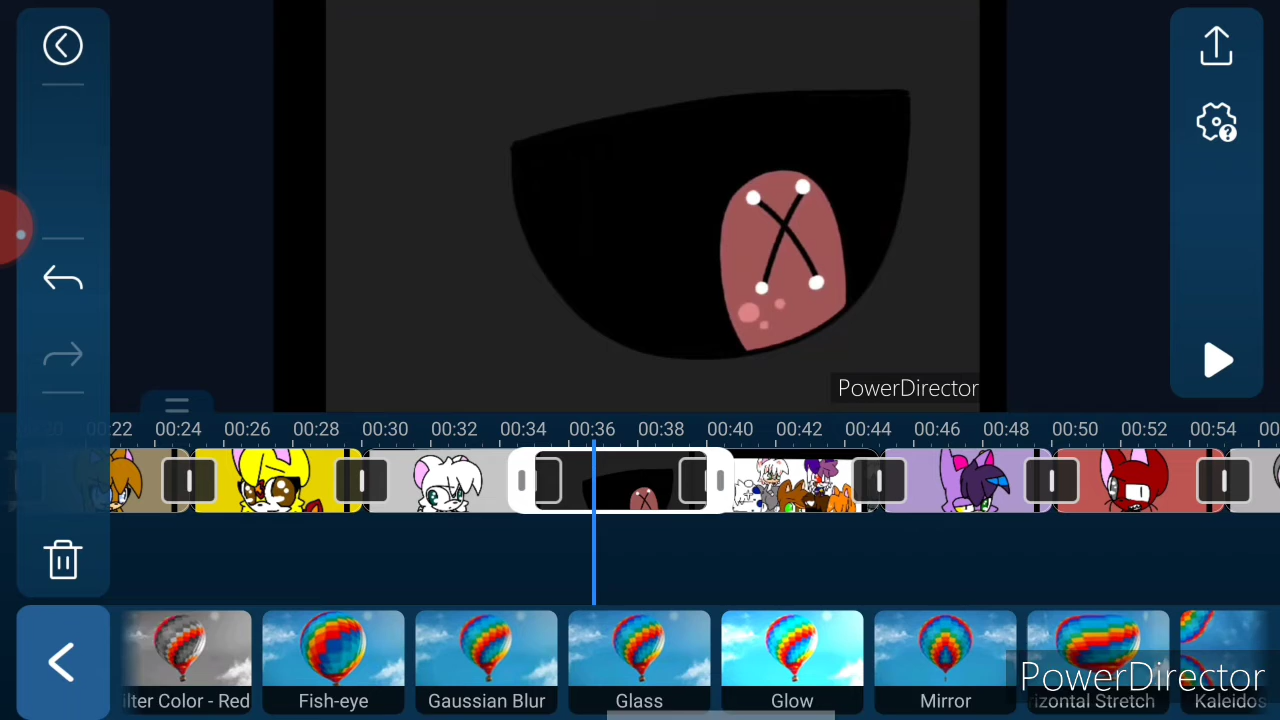 PowerDirector
00:22 00:24 00:26 00:28 00:30 00:32 00:34 00:36 00:38 00:40 00:42 00:44 00:46 00:48 00:50 00:52 00:54 00
ilter Color - Red Fish-eye Gaussian Blur Glass Glow Mirror izontal Stretch Kaleidos
PowerDirector